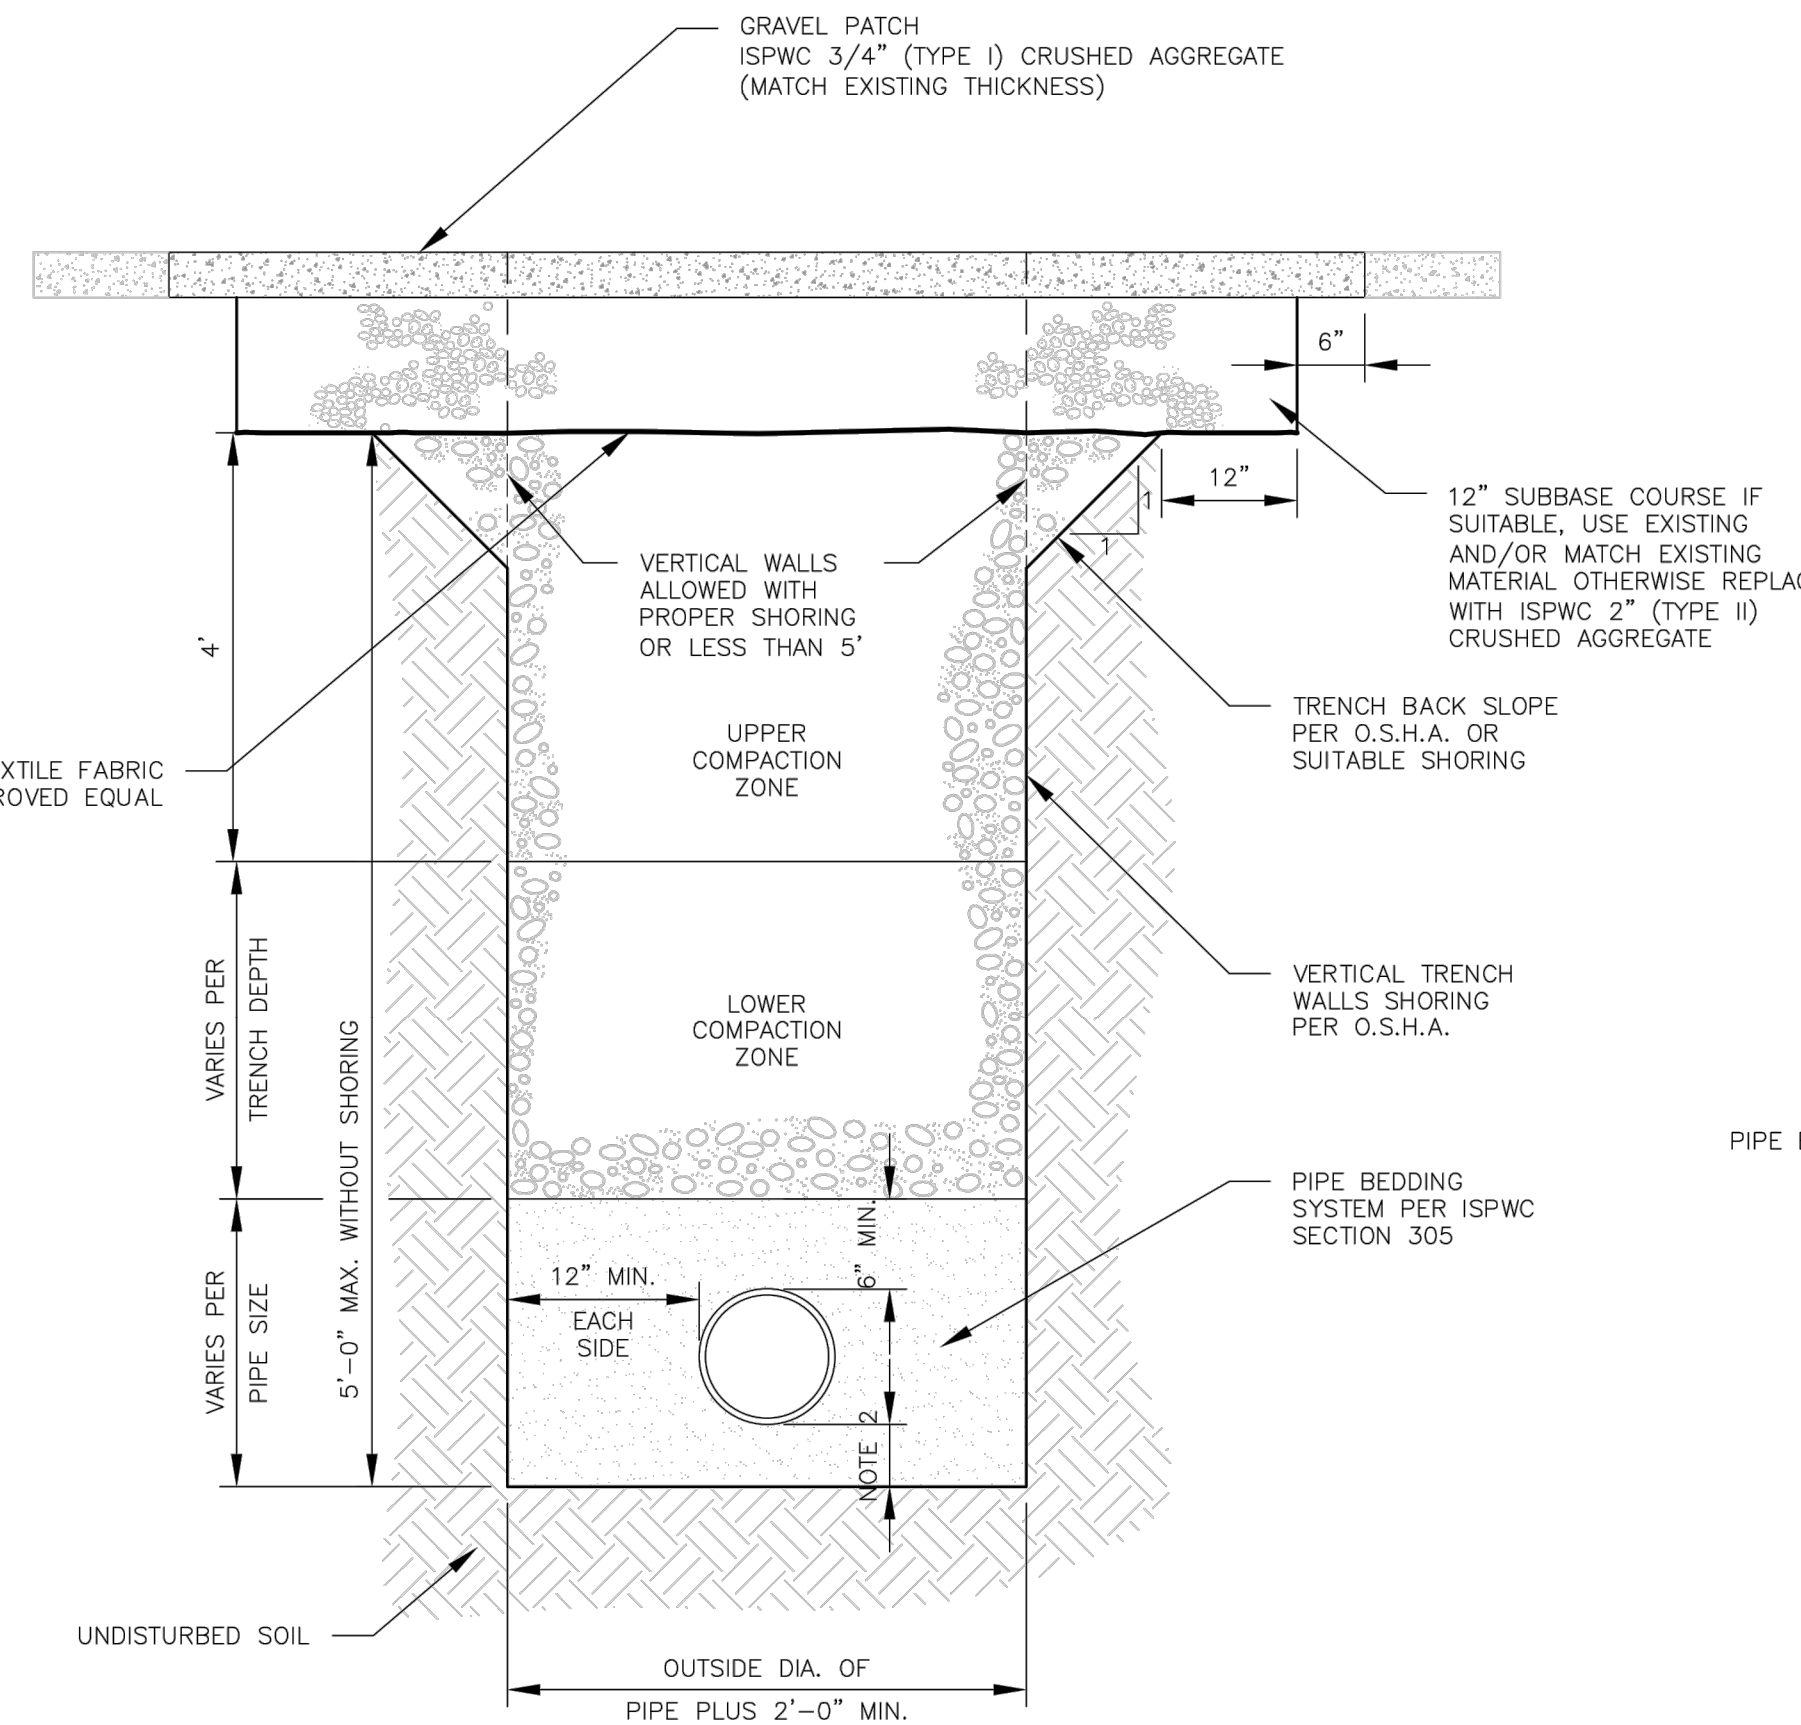 GRAVEL PATCH
ISPWC 3/4” (TYPE I) CRUSHED AGGREGATE
(MATCH EXISTING THICKNESS)
6”
12”
1
1
12” SUBBASE COURSE IF
SUITABLE, USE EXISTING
AND/OR MATCH EXISTING
MATERIAL OTHERWISE
WITH ISPWC 2” (TYPE II)
CRUSHED AGGREGATE
VERTICAL WALLS
ALLOWED WITH
PROPER SHORING
OR LESS THAN 5’
4’
TRENCH BACK SLOPE
PER O.S.H.A. OR
SUITABLE SHORING
UPPER
COMPACTION
ZONE
FABRIC
EQUAL
VERTICAL TRENCH
WALLS SHORING
PER O.S.H.A.
LOWER
COMPACTION
ZONE
VARIES PER
TRENCH DEPTH
5’-0” MAX. WITHOUT SHORING
PIPE
PIPE BEDDING
SYSTEM PER ISPWC
SECTION 305
6” MIN.
12” MIN.
EACH
SIDE
VARIES PER
PIPE SIZE
NOTE 2
UNDISTURBED SOIL
OUTSIDE DIA. OF
PIPE PLUS 2’-0” MIN.